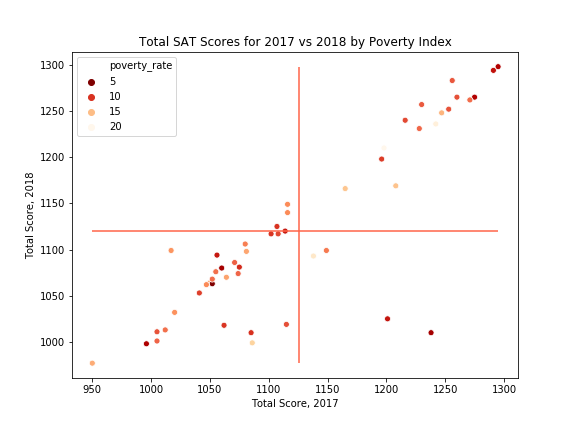 Total SAT Scores for 2017 vs 2018 by Poverty Index
1300
1250
1200
1150
1100
1050
1000
Total Score, 2018
poverty_rate
5
10
15
20
950 1000 1050 1100 1150 1200 1250 1300
Total Score, 2017